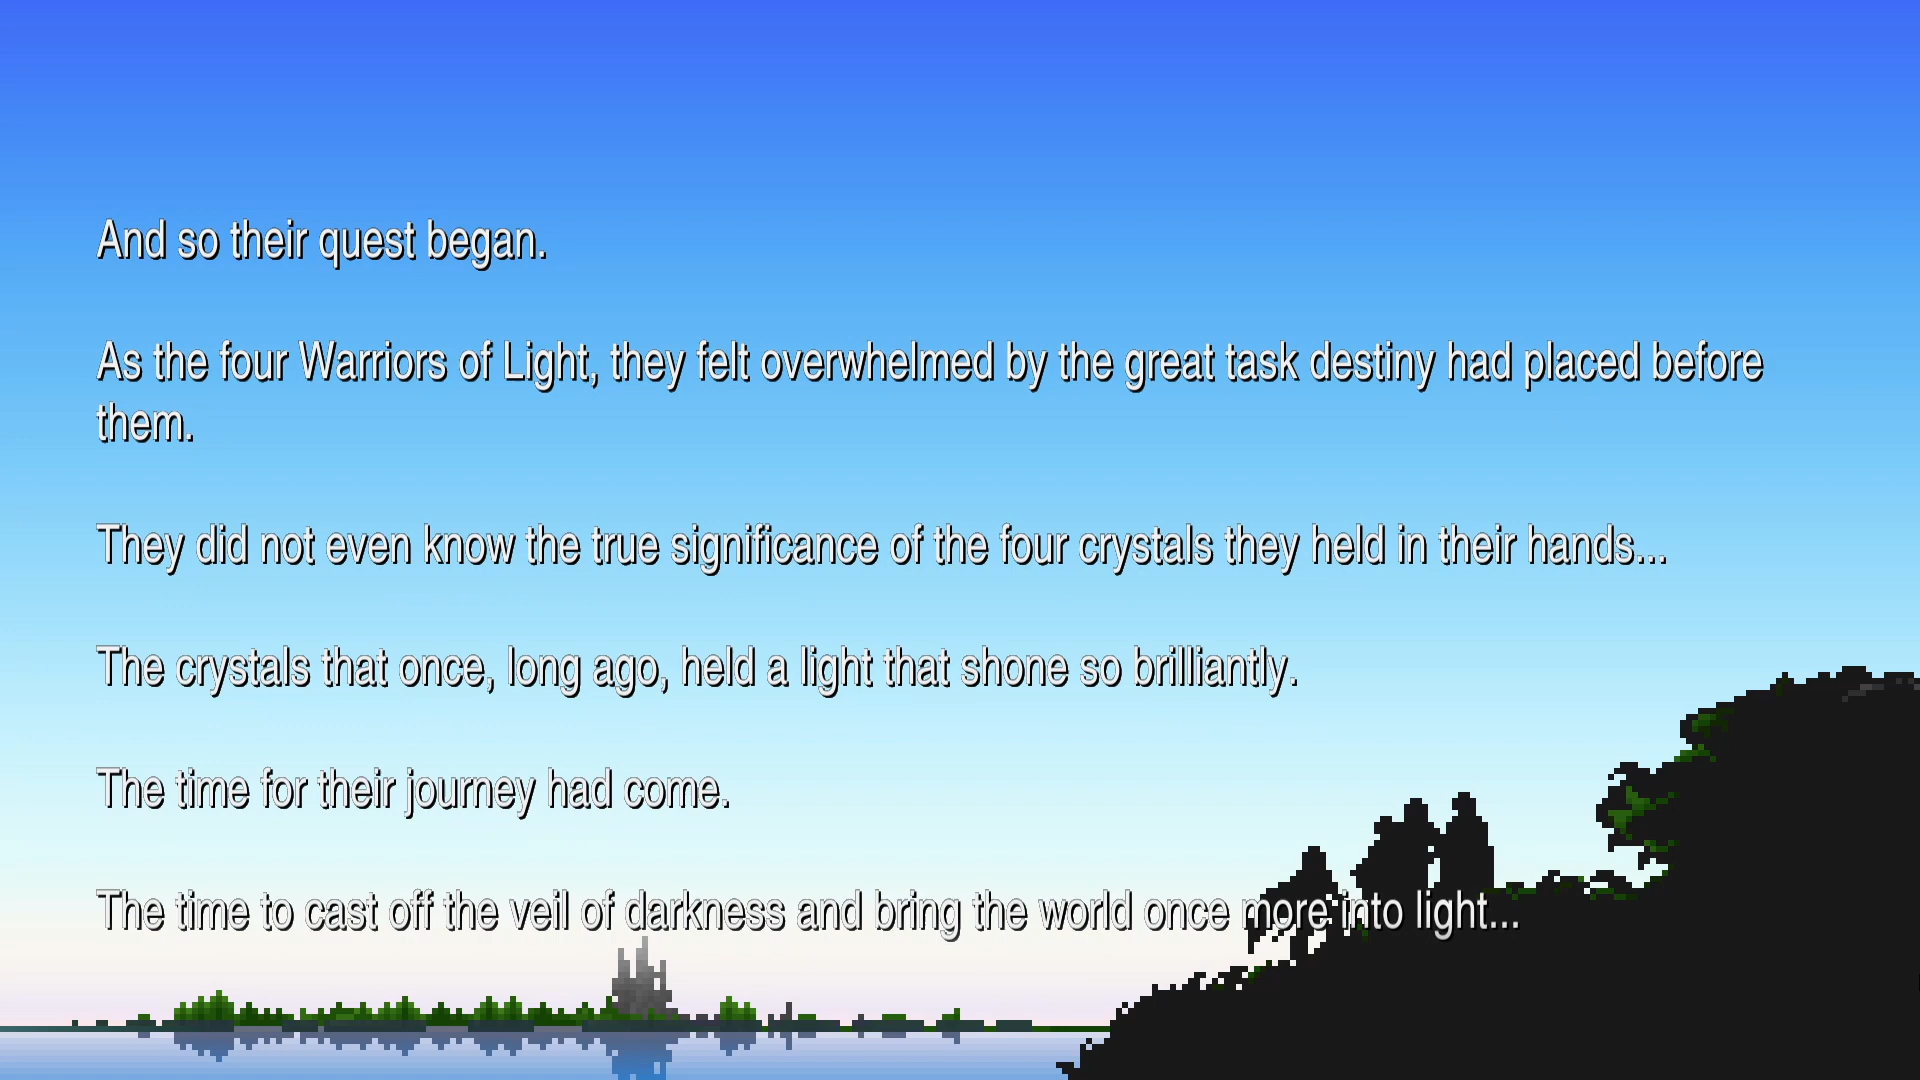 And so their quest began.
As the four Warriors of Light, they felt overwhelmed by the great task destiny had placed before
them.
They did not even know the true significance of the four crystals they held in their hands...
The crystals that once, long ago, held a light that shone so brilliantly.
The time for their journey had come.
The time to cast off the veil of darkness and bring the world once more into light...